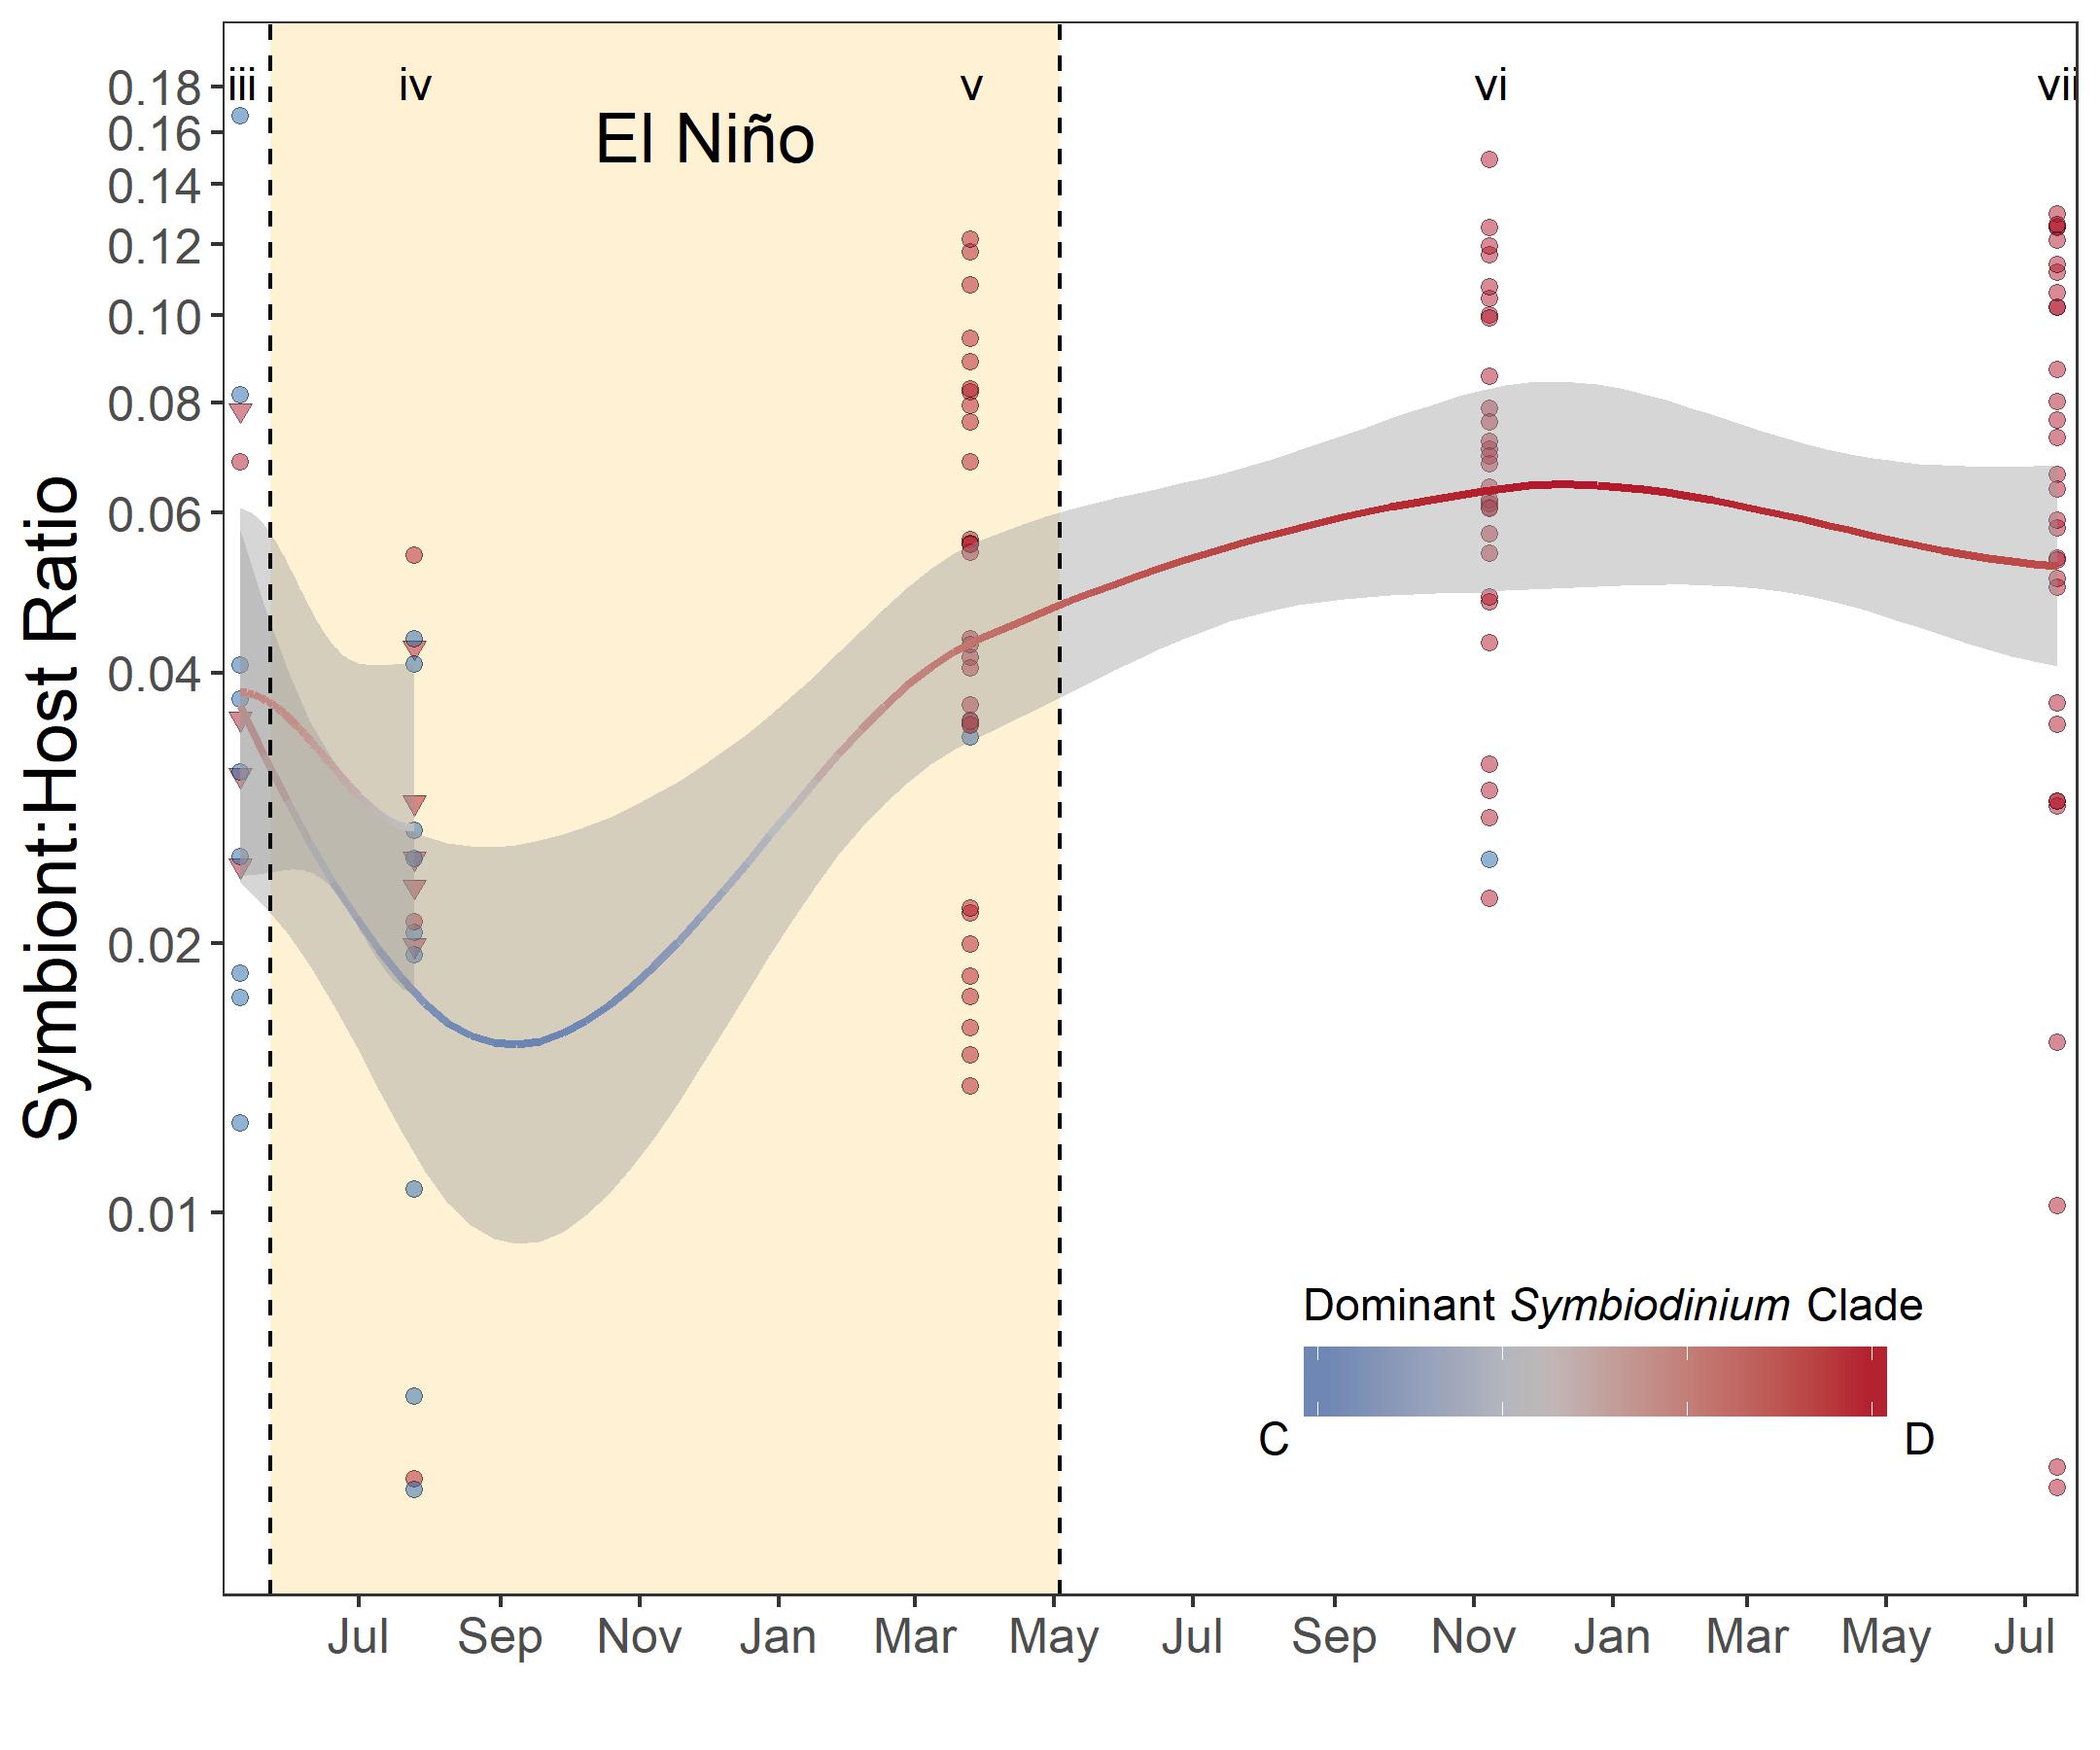 iii iv v vi vii
El Niño
0.18
0.16
0.14
0.12
0.10
0.08
0.06
0.04
0.02
0.01
Symbiont:Host Ratio
Dominant Symbiodinium Clade
C D
Jul Sep Nov Jan Mar May Jul Sep Nov Jan Mar May Jul